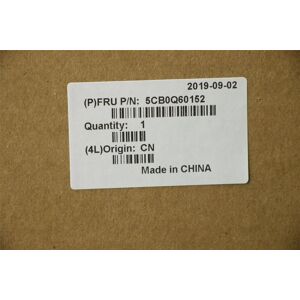 2019-09-02
(P)FRU P/N: 5CB0Q60152
Quantity: 1
(4L)Origin: CN
Made in CHINA